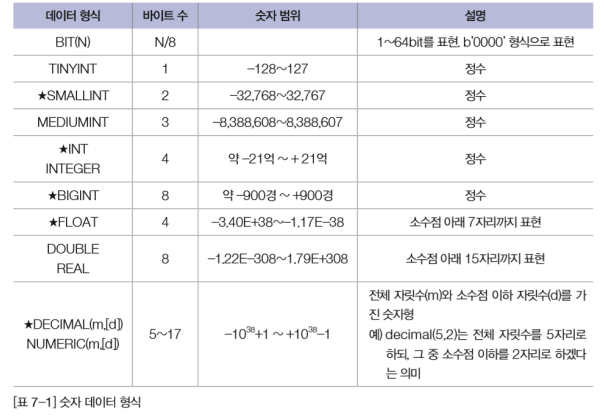 데이터 형식 바이트 수 숫자 범위 설명
BIT(N) N/8 1~64bit를 표현. b'0000' 형식으로 표현
TINYINT 1 -128~127 정수
★SMALLINT 2 -32,768~32,767 정수
MEDIUMINT 3 -8,388,608~8,388,607 정수
★INT
INTEGER 4 약 -21억 ~ +21억 정수
★BIGINT 8 약 -900경 ~ +900경 정수
★FLOAT 4 -3.40E+38~-1.17E-38 소수점 아래 7자리까지 표현
DOUBLE
REAL 8 -1.22E-308~1.79E+308 소수점 아래 15자리까지 표현
★DECIMAL(m,[d])
NUMERIC(m,[d]) 5~17 -10³⁸+1 ~ +10³⁸-1
전체 자릿수(m)와 소수점 이하 자릿수(d)를 가
진 숫자형
예) decimal(5,2)는 전체 자릿수를 5자리로
하되, 그 중 소수점 이하를 2자리로 하겠다
는 의미
[표 7-1] 숫자 데이터 형식